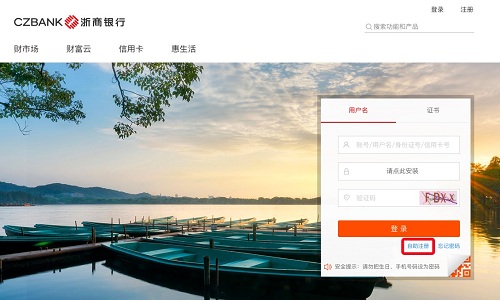 登录 注册
CZBANK 浙商银行
搜索功能和产品
财市场 财富云 信用卡 惠生活
用户名 证书
账号/用户名/身份证号/信用卡号
请点此安装
验证码
登 录
自助注册 忘记密码
安全提示：请勿把生日、手机号码设为密码